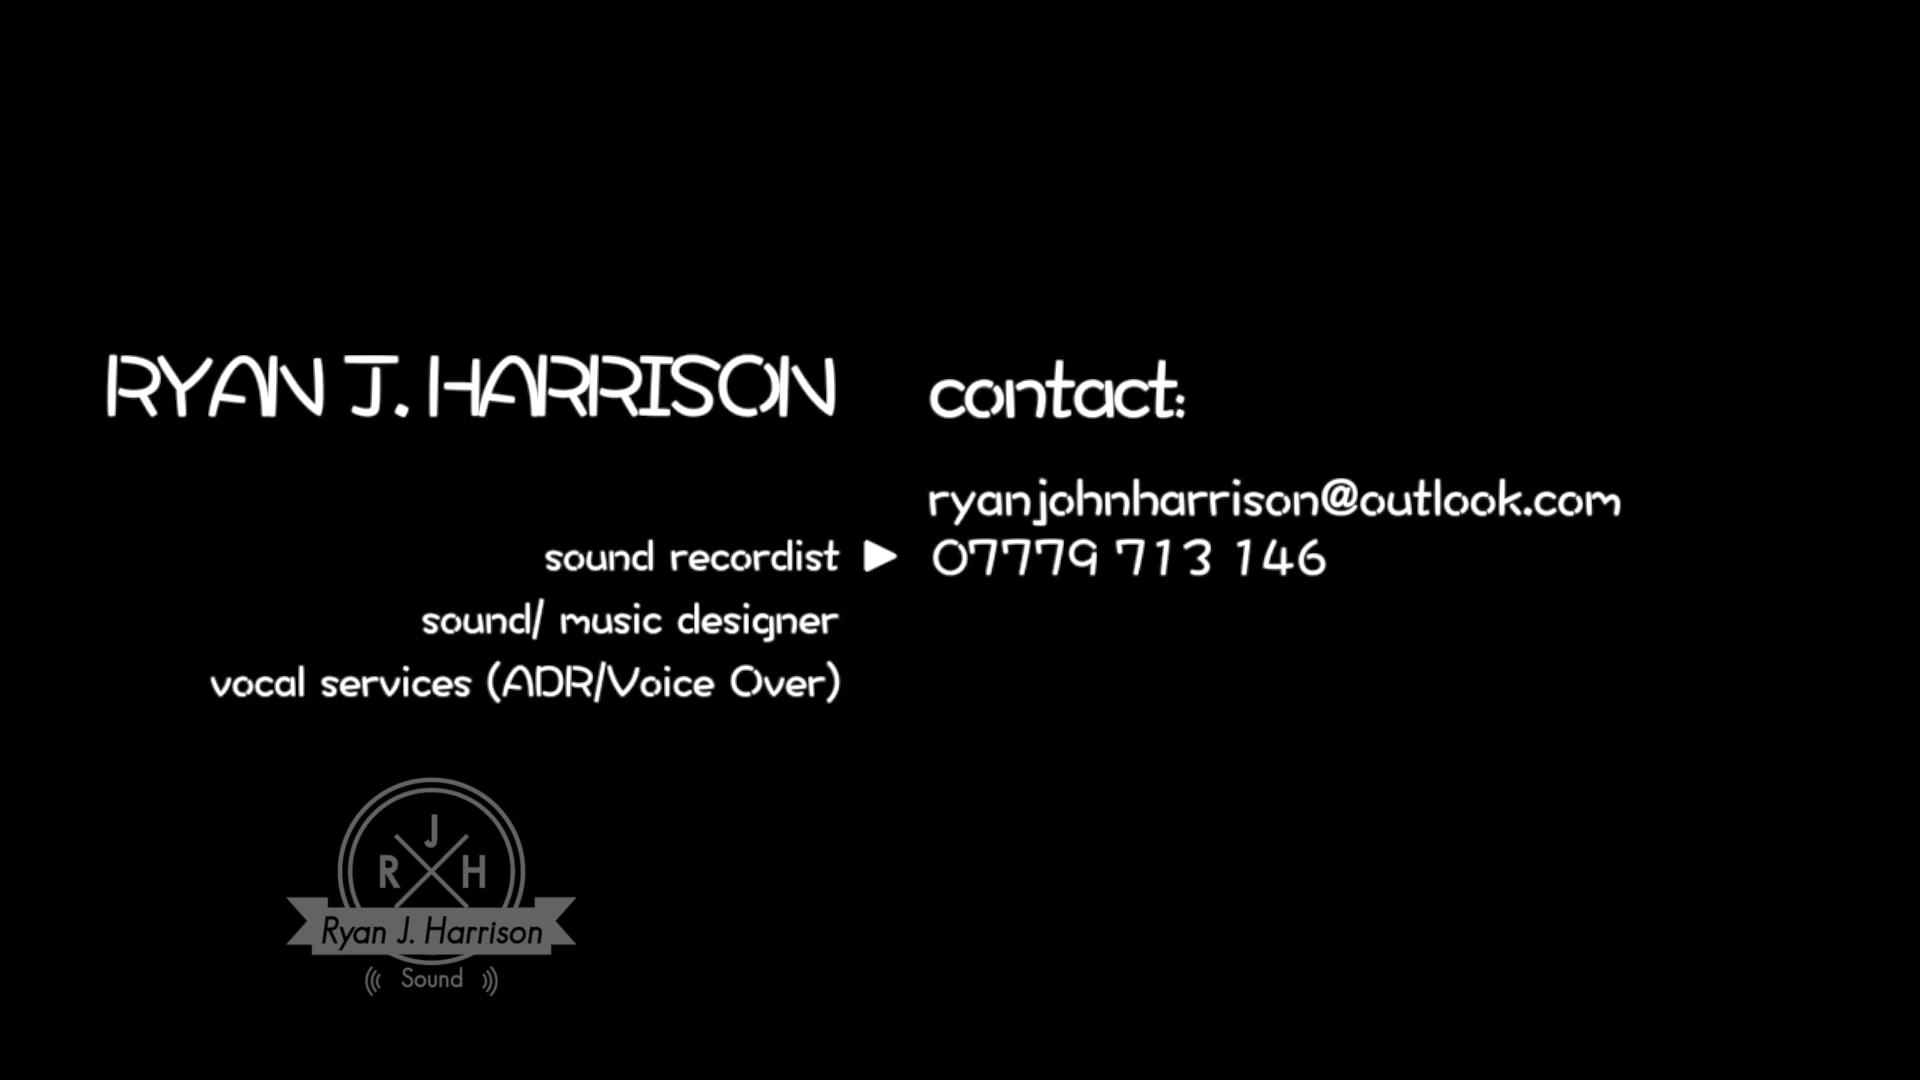 RYAN J. HARRISON
sound recordist
sound/ music designer
vocal services (ADR/Voice Over)
contact:
ryanjohnharrison@outlook.com
07779 713 146
J
R H
Ryan J. Harrison
Sound